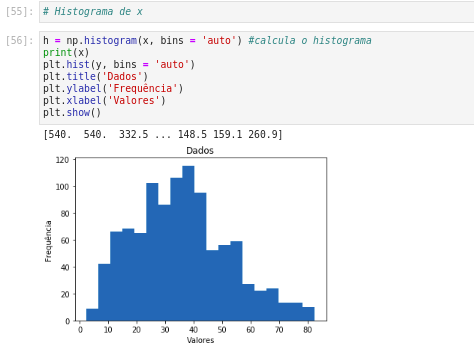 [55]: # Histograma de x
[56]: h = np.histogram(x, bins = 'auto') #calcula o histograma
print(x)
plt.hist(y, bins = 'auto')
plt.title('Dados')
plt.ylabel('Frequência')
plt.xlabel('Valores')
plt.show()
[540. 540. 332.5 ... 148.5 159.1 260.9]
Dados
120
100
80
60
40
20
0
Frequência
0 10 20 30 40 50 60 70 80
Valores